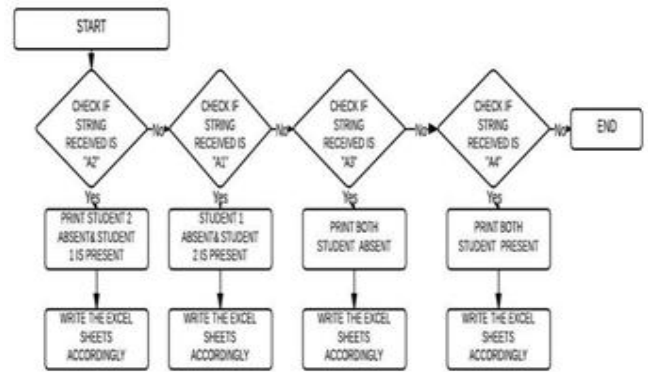 START
CHECK IF
STRING
RECEIVED IS
"A2"
No
CHECK IF
STRING
RECEIVED IS
"A1"
No
CHECK IF
STRING
RECEIVED IS
"A3"
No
CHECK IF
STRING
RECEIVED IS
"A4"
No
END
Yes
PRINT STUDENT 2
ABSENT& STUDENT
1 IS PRESENT
Yes
STUDENT 1
ABSENT& STUDENT
2 IS PRESENT
Yes
PRINT BOTH
STUDENT ABSENT
Yes
PRINT BOTH
STUDENT PRESENT
WRITE THE EXCEL
SHEETS
ACCORDINGLY
WRITE THE EXCEL
SHEETS
ACCORDINGLY
WRITE THE EXCEL
SHEETS
ACCORDINGLY
WRITE THE EXCEL
SHEETS
ACCORDINGLY